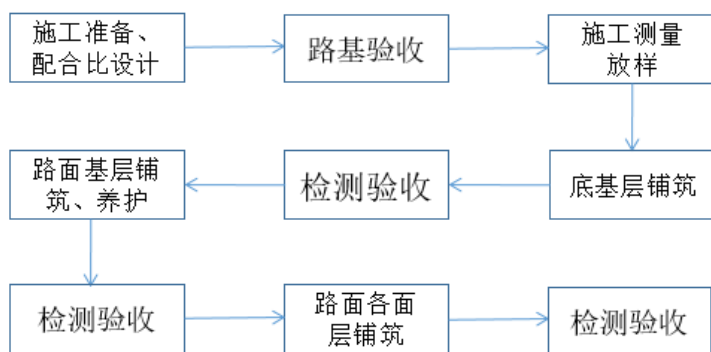 施工准备、
配合比设计
路基验收
施工测量
放样
底基层铺筑
检测验收
路面基层铺
筑、养护
检测验收
路面各面
层铺筑
检测验收